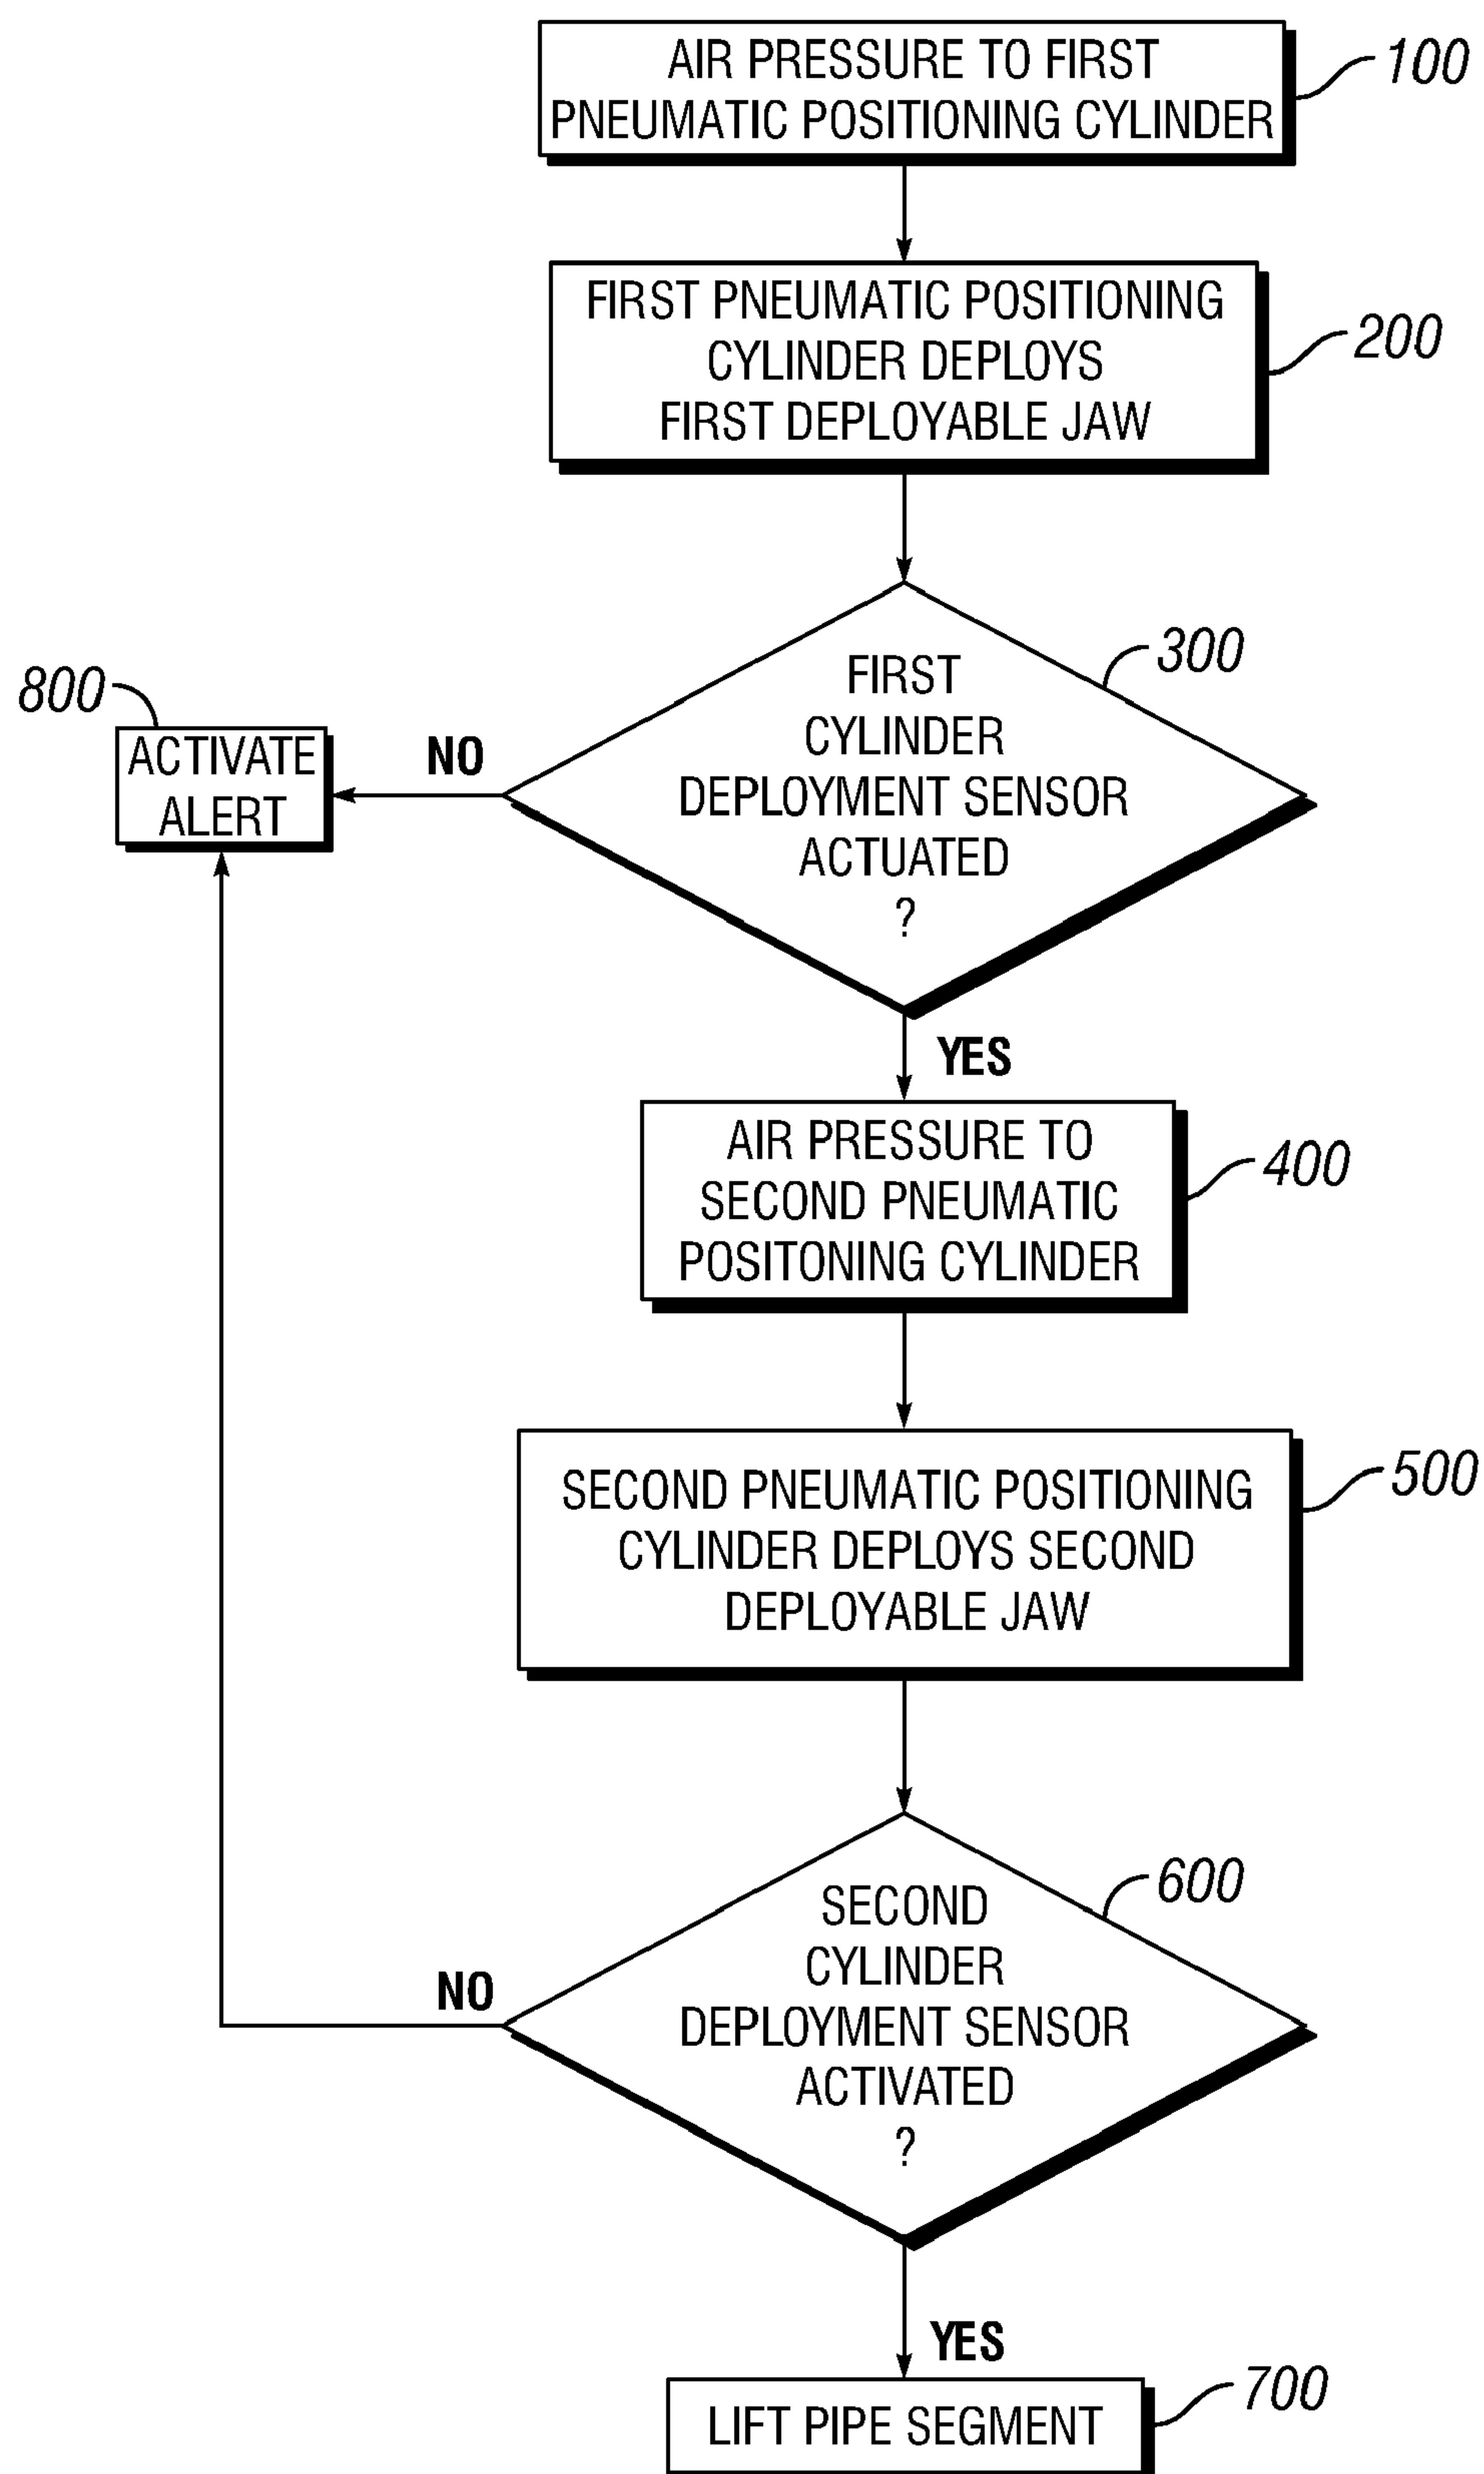 AIR PRESSURE TO FIRST
PNEUMATIC POSITIONING CYLINDER
100
FIRST PNEUMATIC POSITIONING
CYLINDER DEPLOYS
FIRST DEPLOYABLE JAW
200
FIRST
CYLINDER
DEPLOYMENT SENSOR
ACTUATED
?
300
800
ACTIVATE
ALERT
NO
YES
AIR PRESSURE TO
SECOND PNEUMATIC
POSITONING CYLINDER
400
SECOND PNEUMATIC POSITIONING
CYLINDER DEPLOYS SECOND
DEPLOYABLE JAW
500
SECOND
CYLINDER
DEPLOYMENT SENSOR
ACTIVATED
?
600
NO
YES
LIFT PIPE SEGMENT
700